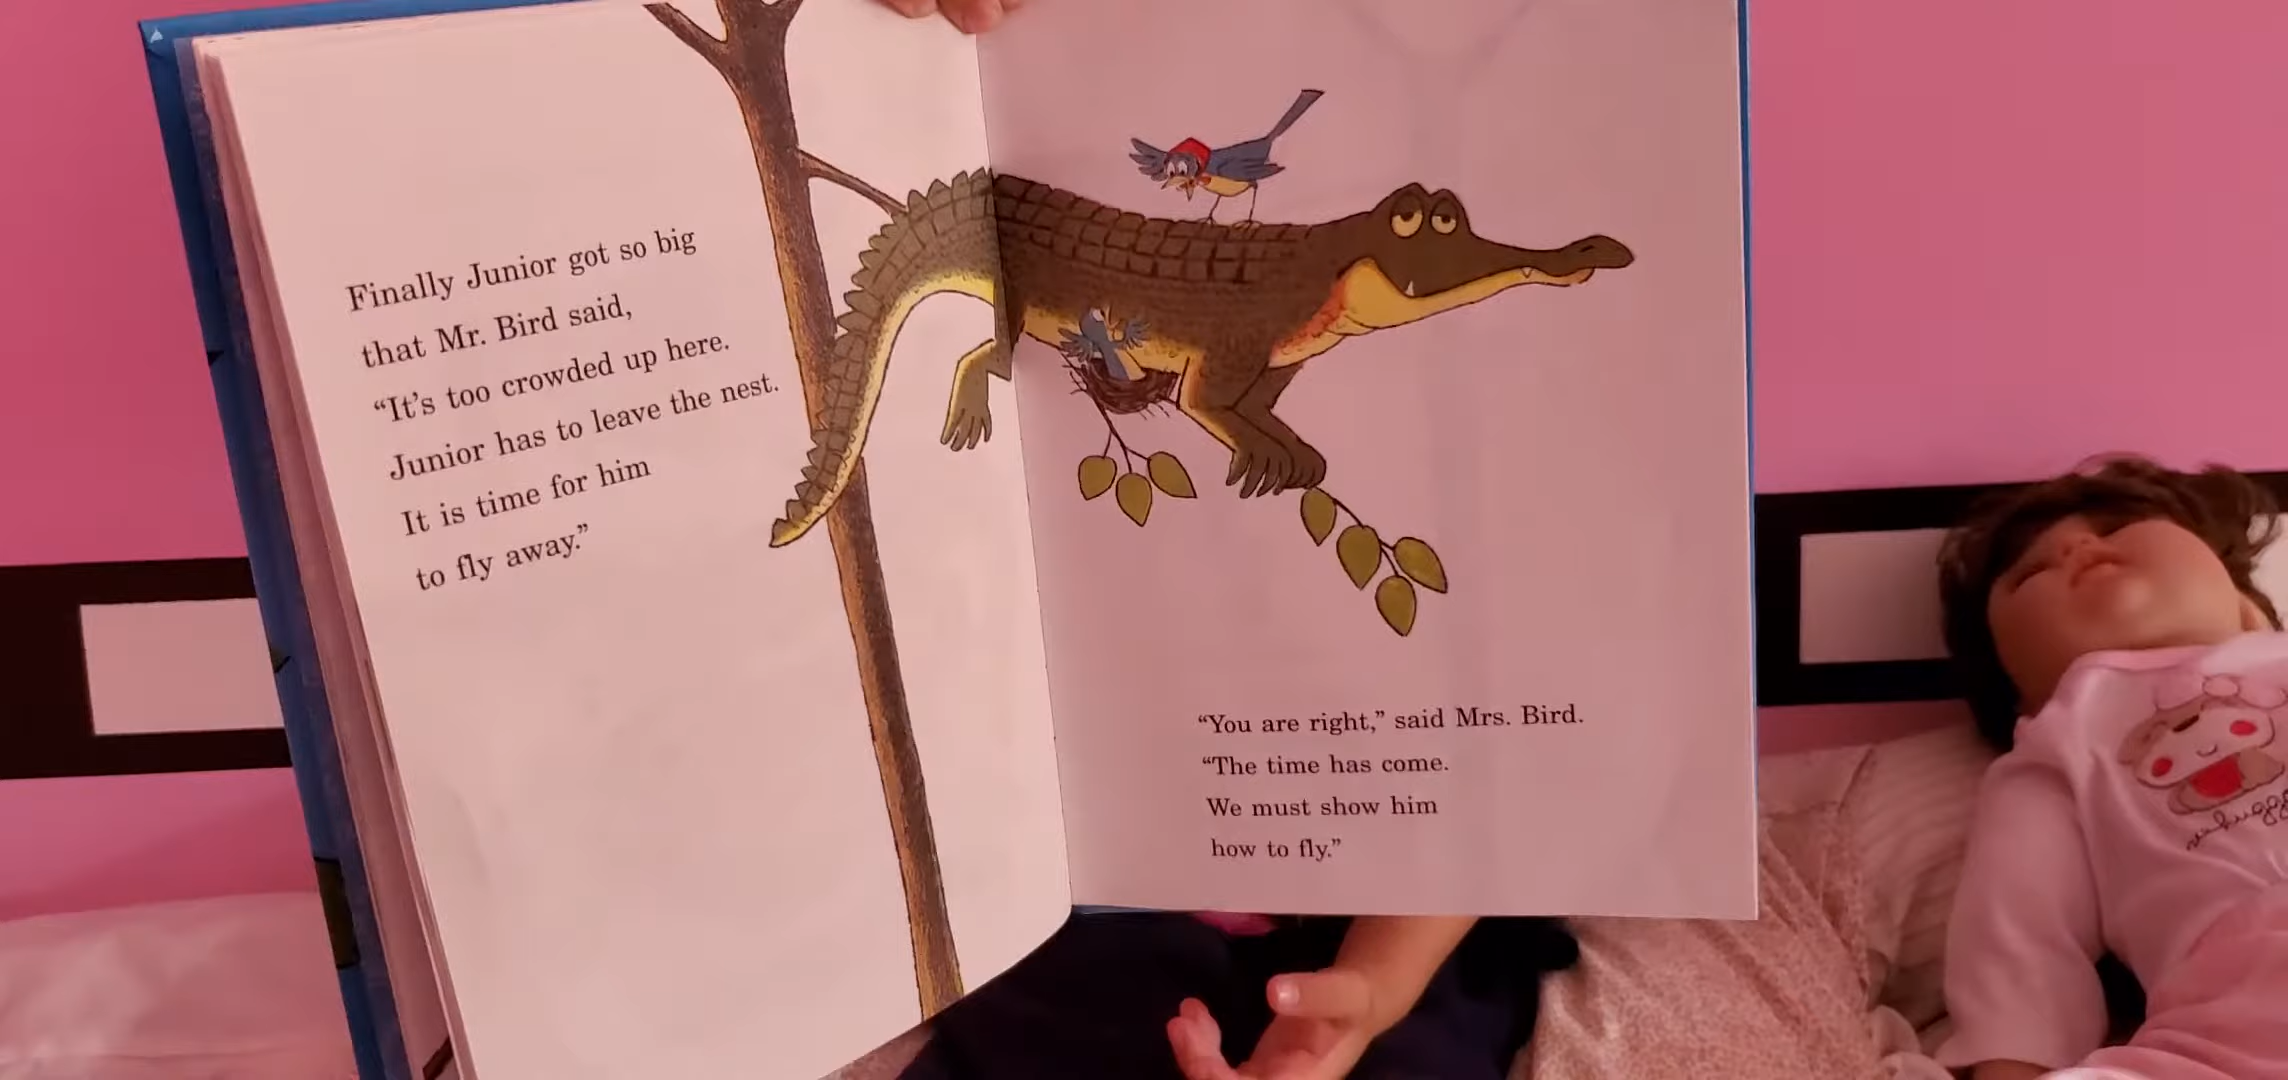 Finally Junior got so big
that Mr. Bird said,
“It’s too crowded up here.
Junior has to leave the nest.
It is time for him
to fly away.”
“You are right,” said Mrs. Bird.
“The time has come.
We must show him
how to fly.”